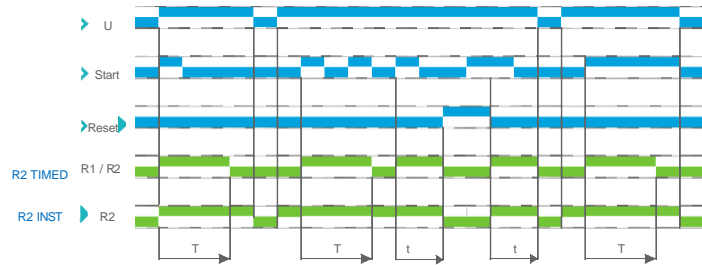 U
Start
Reset
R2 TIMED R1 / R2
R2 INST R2
T T t t T